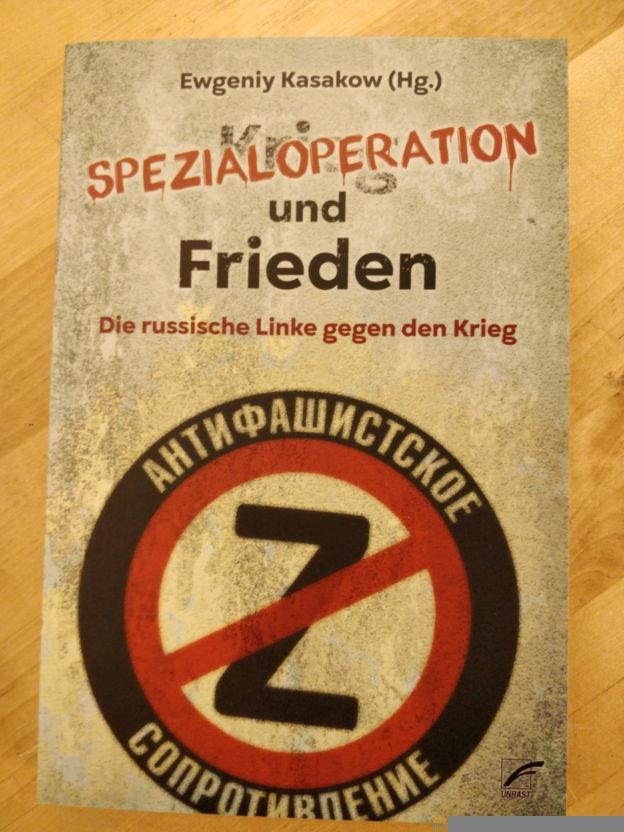 Ewgeniy Kasakow (Hg.)
Krieg
SPEZIALOPERATION
und
Frieden
Die russische Linke gegen den Krieg
АНТИФАШИСТСКОЕ
Z
СОПРОТИВЛЕНИЕ
UNRAST